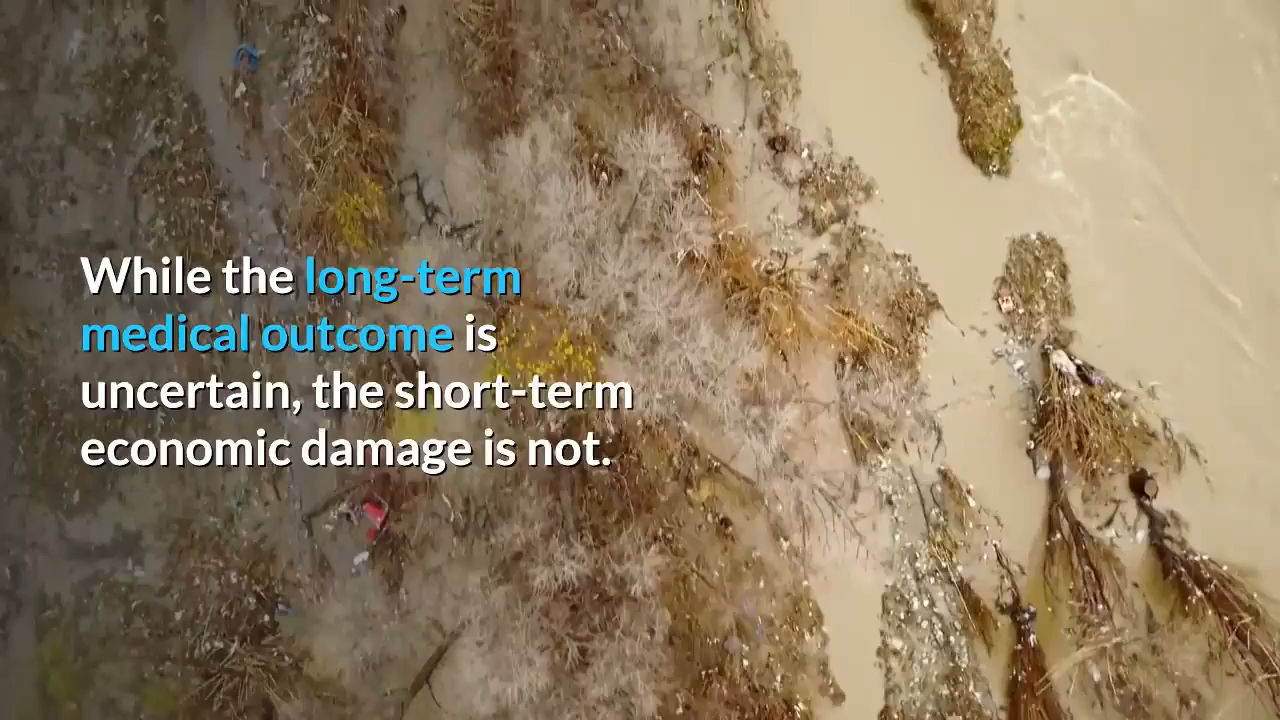 While the long-term
medical outcome is
uncertain, the short-term
economic damage is not.